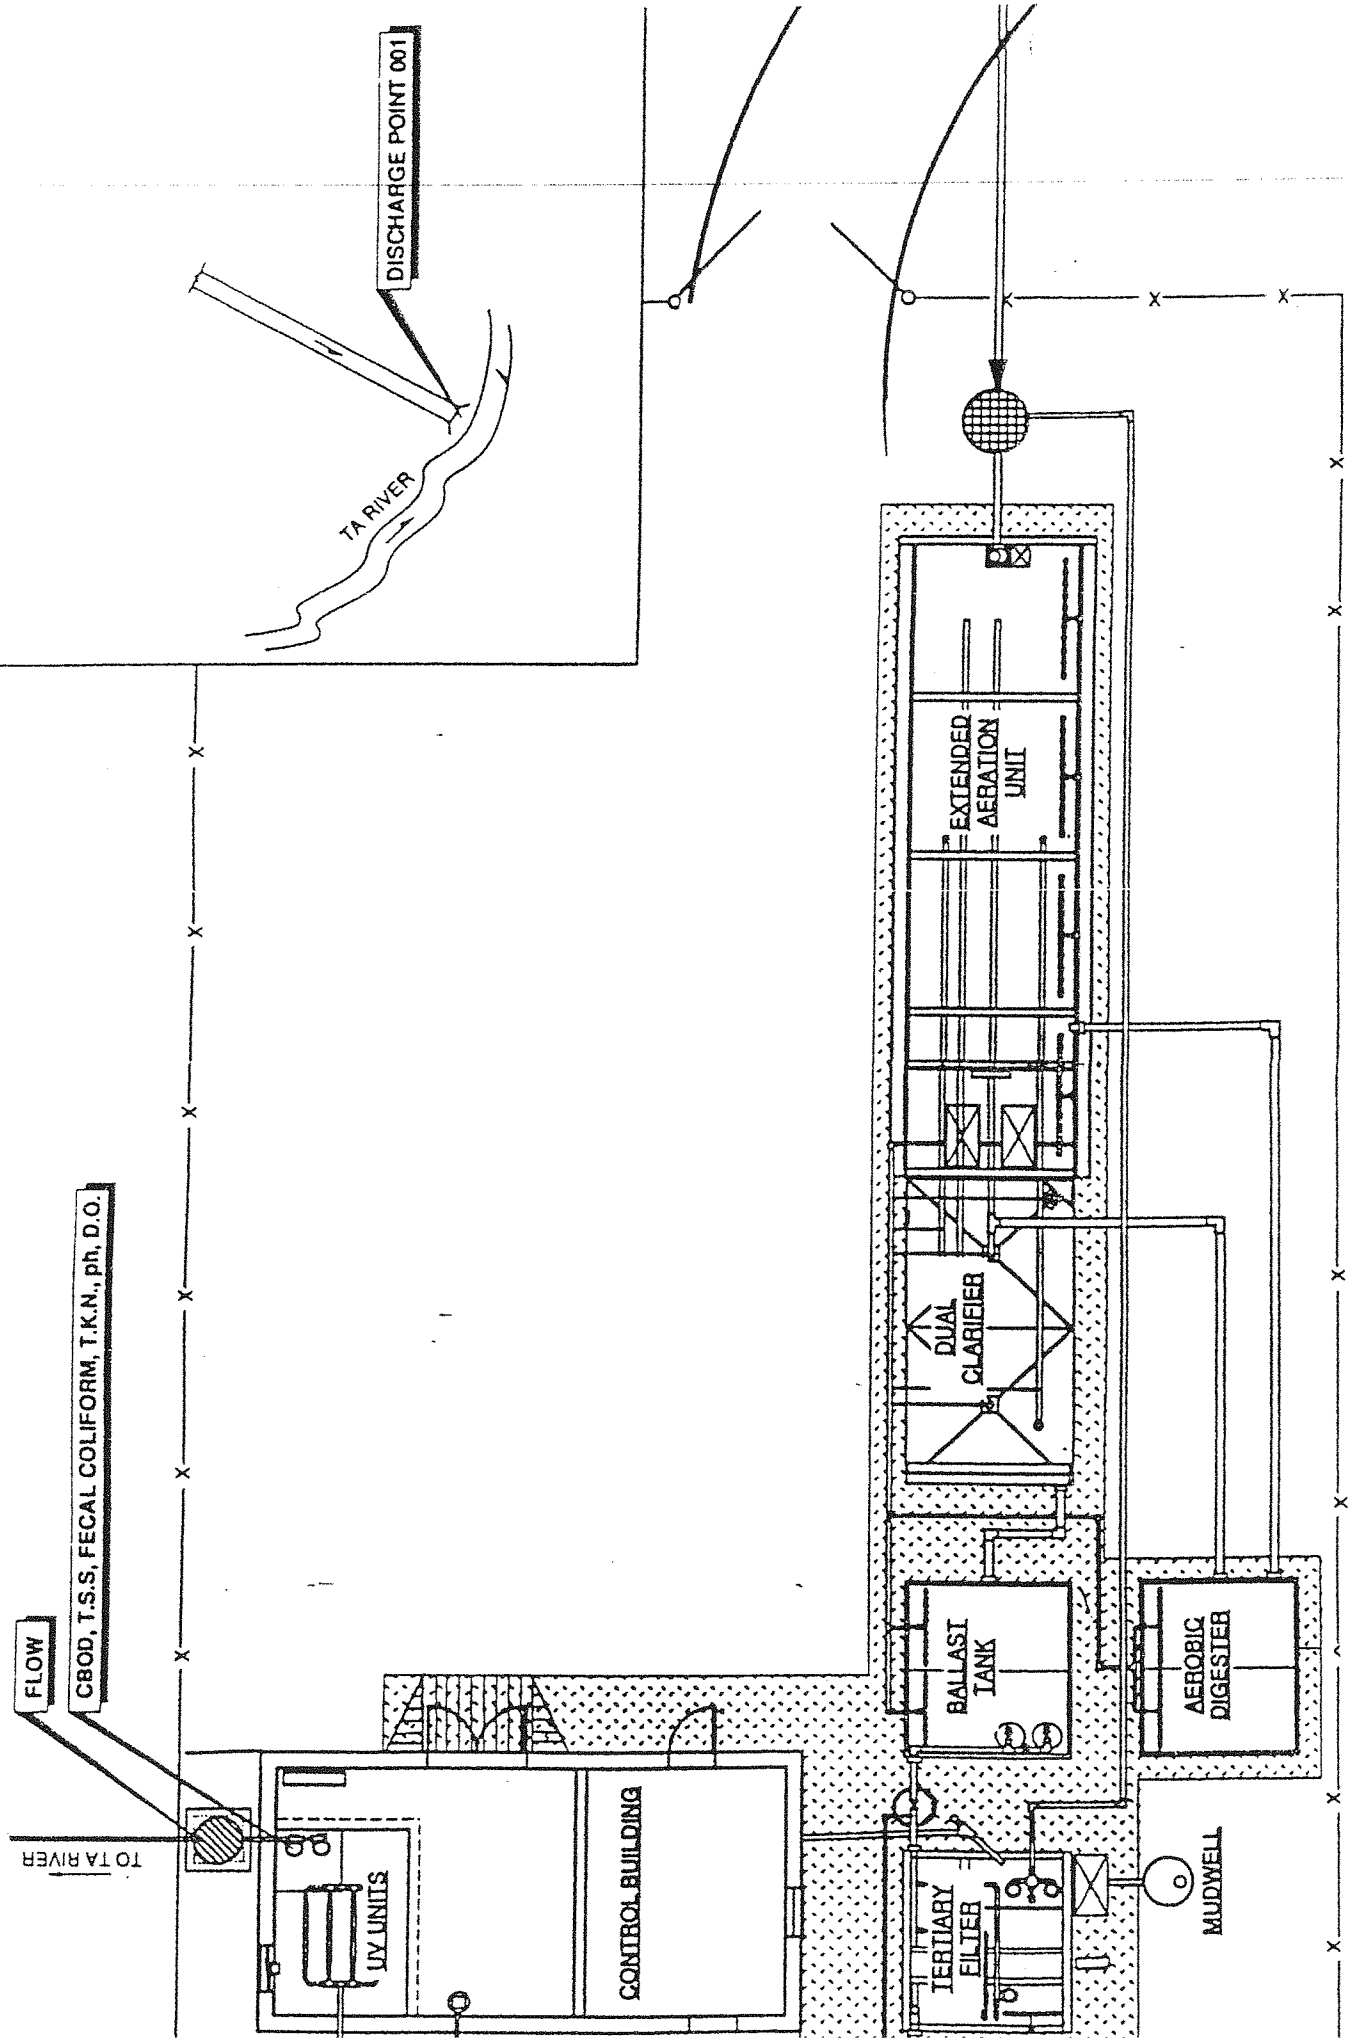 DISCHARGE POINT 001
TA RIVER
EXTENDED
AERATION
UNIT
DUAL
CLARIFIER
FLOW
CBOD, T.S.S, FECAL COLIFORM, T.K.N., ph, D.O.
TO TA RIVER
UV UNITS
CONTROL BUILDING
BALLAST
TANK
AEROBIC
DIGESTER
TERTIARY
FILTER
MUDWELL